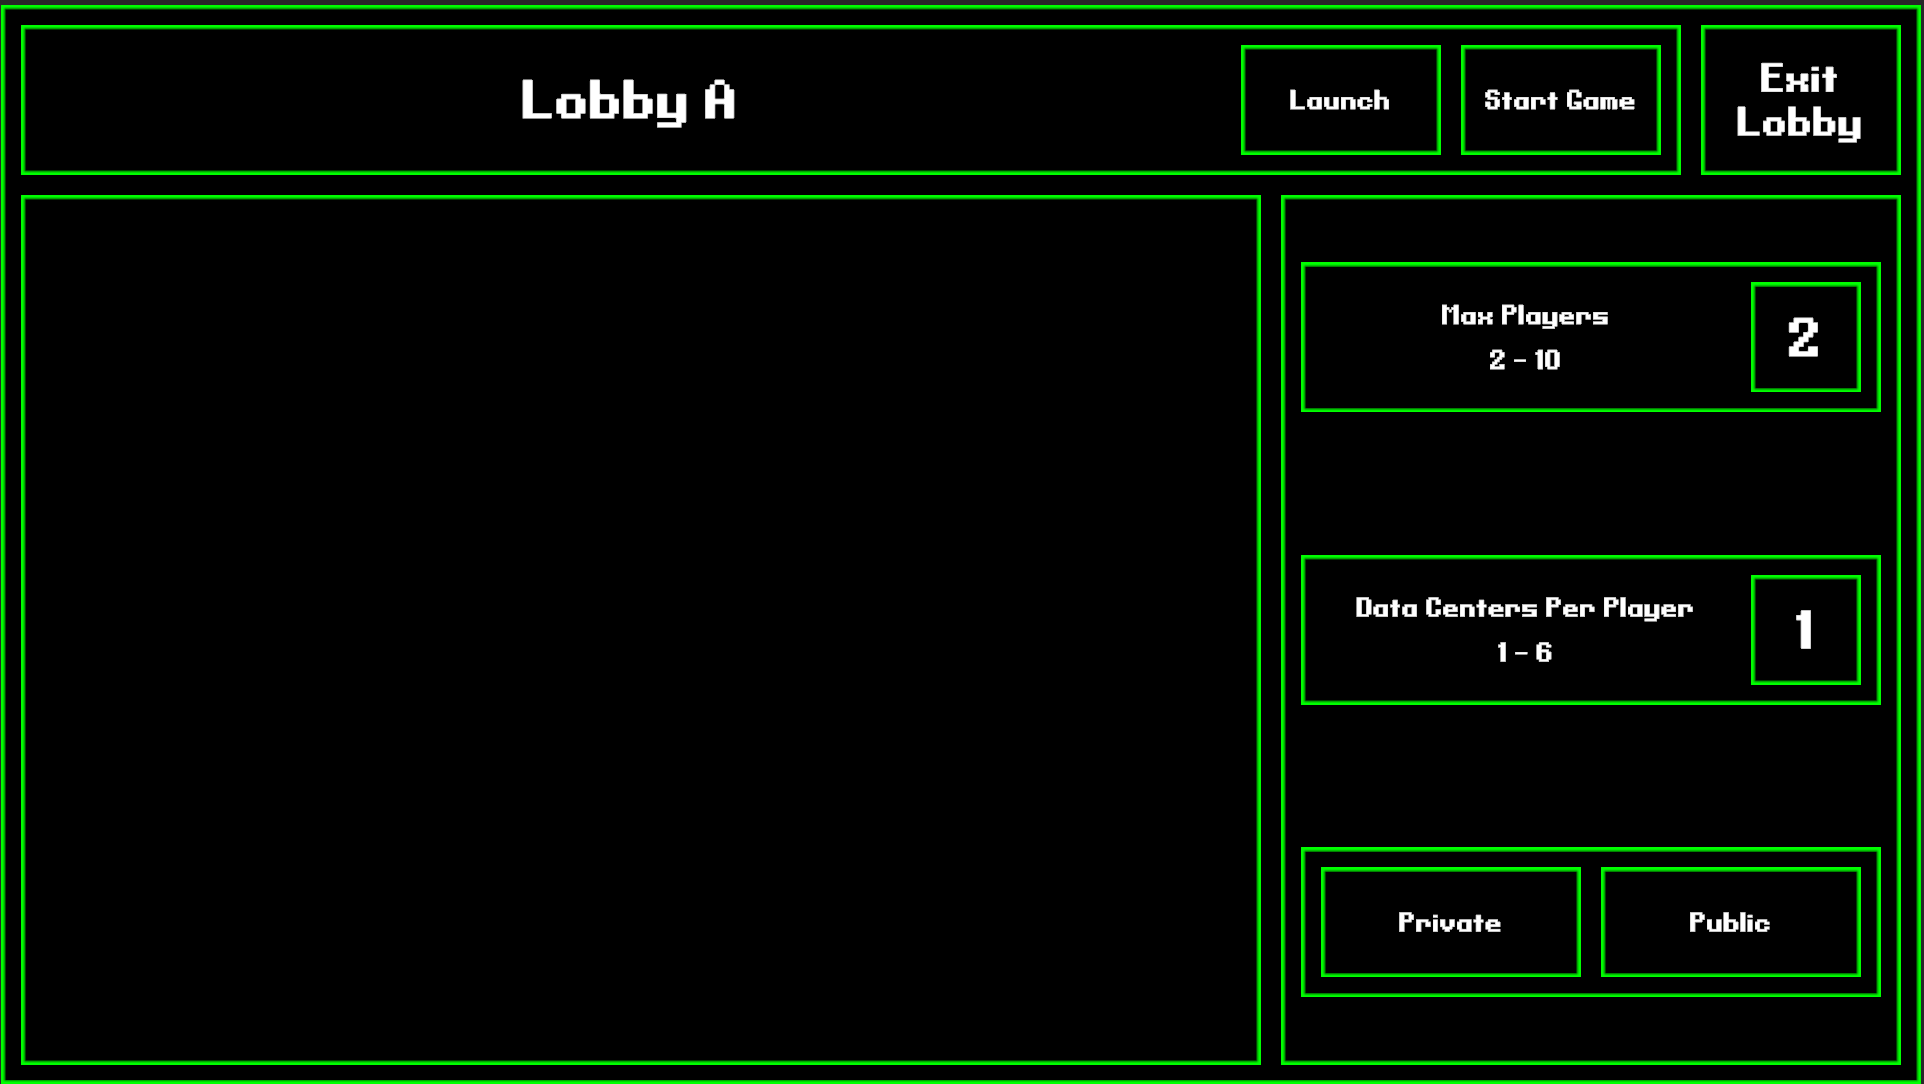 Lobby A
Launch
Start Game
Exit
Lobby
Max Players
2 - 10
2
Data Centers Per Player
1 - 6
1
Private
Public